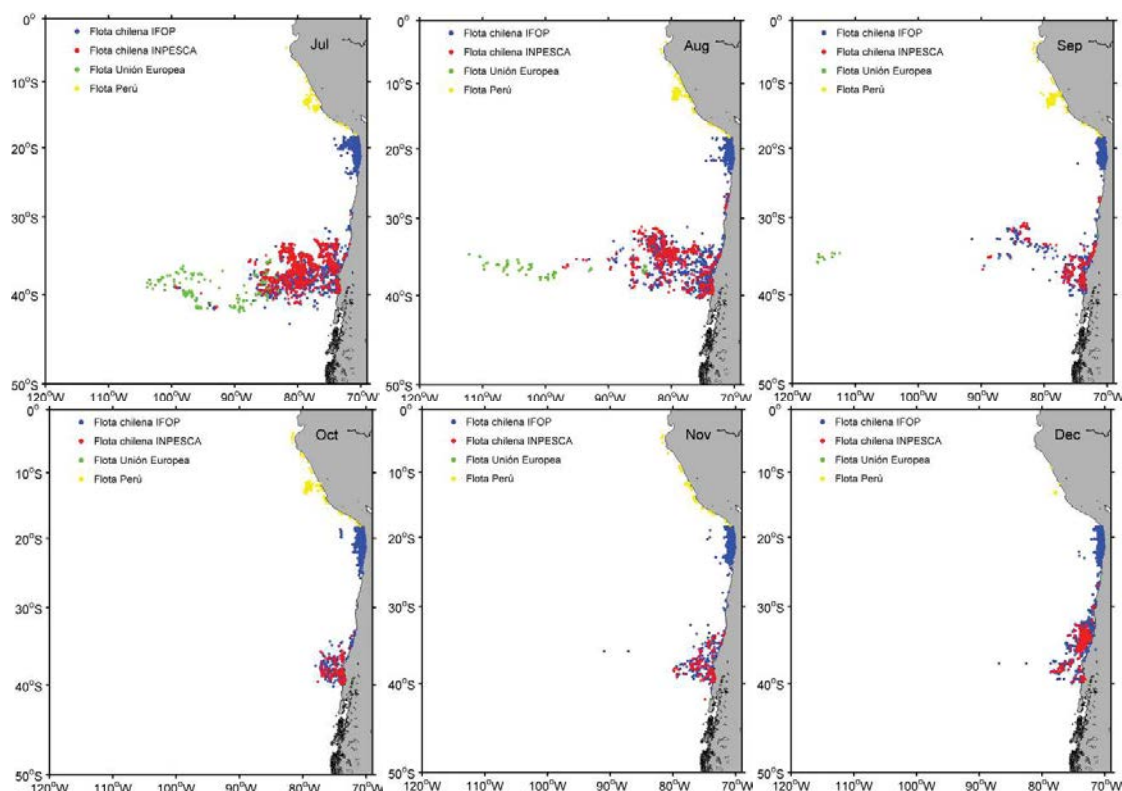 0°
Flota chilena IFOP
Jul
Flota chilena INPESCA
Flota Unión Europea
10°S
Flota Perú
20°S
30°S
40°S
50°S
120°W 110°W 100°W 90°W 80°W 70°W
0°
Flota chilena IFOP
Aug
Flota chilena INPESCA
Flota Unión Europea
10°S
Flota Perú
20°S
30°S
40°S
50°S
120°W 110°W 100°W 90°W 80°W 70°W
0°
Flota chilena IFOP
Sep
Flota chilena INPESCA
Flota Unión Europea
10°S
Flota Perú
20°S
30°S
40°S
50°S
120°W 110°W 100°W 90°W 80°W 70°W
0°
Flota chilena IFOP
Oct
Flota chilena INPESCA
Flota Unión Europea
10°S
Flota Perú
20°S
30°S
40°S
50°S
120°W 110°W 100°W 90°W 80°W 70°W
0°
Flota chilena IFOP
Nov
Flota chilena INPESCA
Flota Unión Europea
10°S
Flota Perú
20°S
30°S
40°S
50°S
120°W 110°W 100°W 90°W 80°W 70°W
0°
Flota chilena IFOP
Dec
Flota chilena INPESCA
Flota Unión Europea
10°S
Flota Perú
20°S
30°S
40°S
50°S
120°W 110°W 100°W 90°W 80°W 70°W